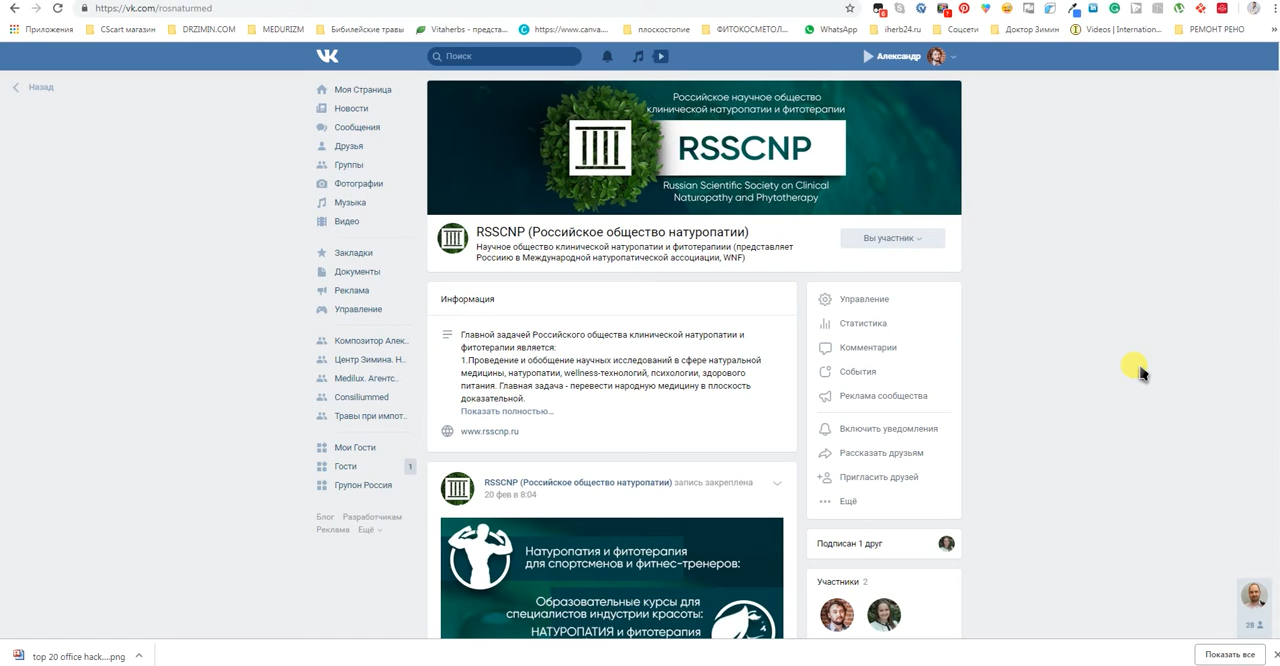 https://vk.com/rosnaturmed
6
7
Приложения
CScart магазин
DRZIMIN.COM
MEDURIZM
Бибилейские травы
Vitaherbs - предста...
https://www.canva....
плоскостопие
ФИТОКОСМЕТОЛ...
WhatsApp
iherb24.ru
Соцсети
Доктор Зимин
Videos | Internation...
РЕМОНТ РЕНО
»
Поиск
Александр
Назад
Моя Страница
Новости
Сообщения
Друзья
Группы
Фотографии
Музыка
Видео
Закладки
Документы
Реклама
Управление
Композитор Алек..
Центр Зимина. Н..
Medilux. Агентс..
Consiliummed
Травы при импот..
Мои Гости
Гости 1
Групон Россия
Блог Разработчикам
Реклама Ещё
Российское научное общество
клинической натуропатии и фитотерапии
RSSCNP
Russian Scientific Society on Clinical
Naturopathy and Phytotherapy
RSSCNP (Российское общество натуропатии)
Научное общество клинической натуропатии и фитотерапиии (представляет
Россиию в Международной натуропатической ассоциации, WNF)
Вы участник
Информация
Главной задачей Российского общества клинической натуропатии и
фитотерапии является:
1.Проведение и обобщение научных исследований в сфере натуральной
медицины, натуропатии, wellness-технологий, психологии, здорового
питания. Главная задача - перевести народную медицину в плоскость
доказательной.
Показать полностью…
www.rsscnp.ru
RSSCNP (Российское общество натуропатии) запись закреплена
20 фев в 8:04
Натуропатия и фитотерапия
для спортсменов и фитнес-тренеров:
Образовательные курсы для
специалистов индустрии красоты:
НАТУРОПАТИЯ и фитотерапия
Управление
Статистика
Комментарии
События
Реклама сообщества
Включить уведомления
Рассказать друзьям
Пригласить друзей
Ещё
Подписан 1 друг
Участники 2
28
top 20 office hack....png
Показать все